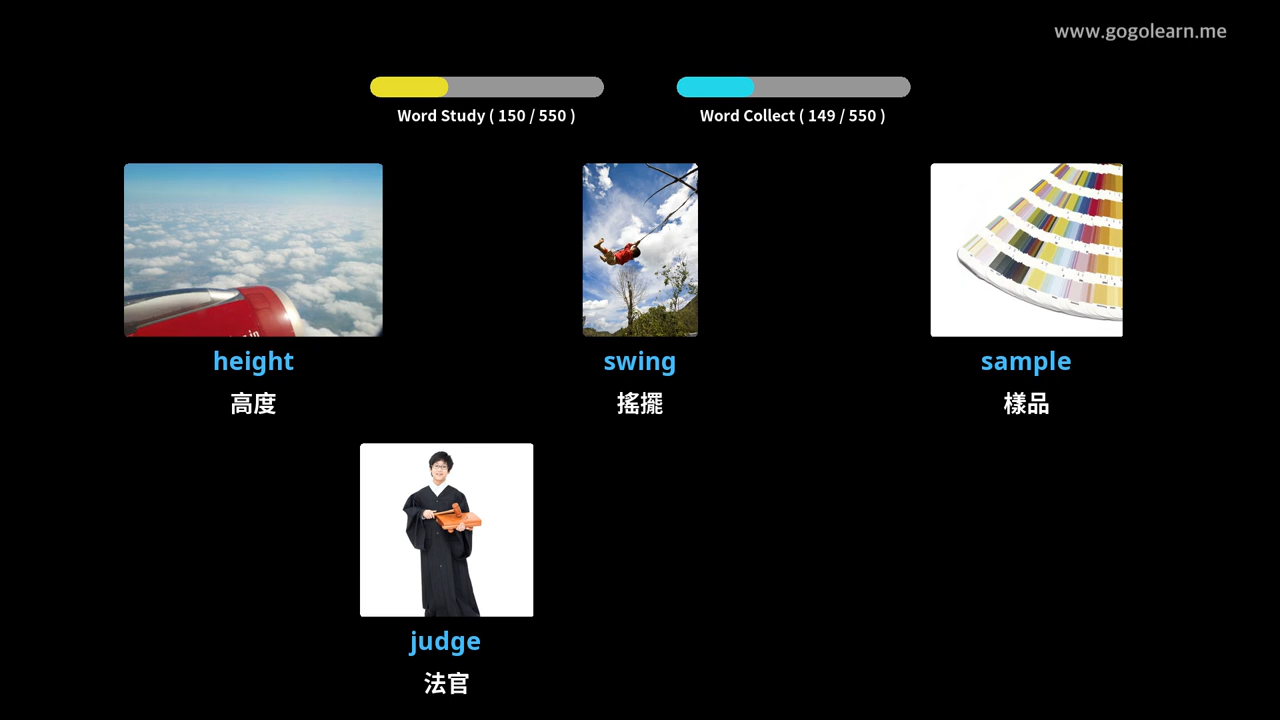 www.gogolearn.me
Word Study ( 150 / 550 )
Word Collect ( 149 / 550 )
height
swing
sample
高度
搖擺
樣品
judge
法官